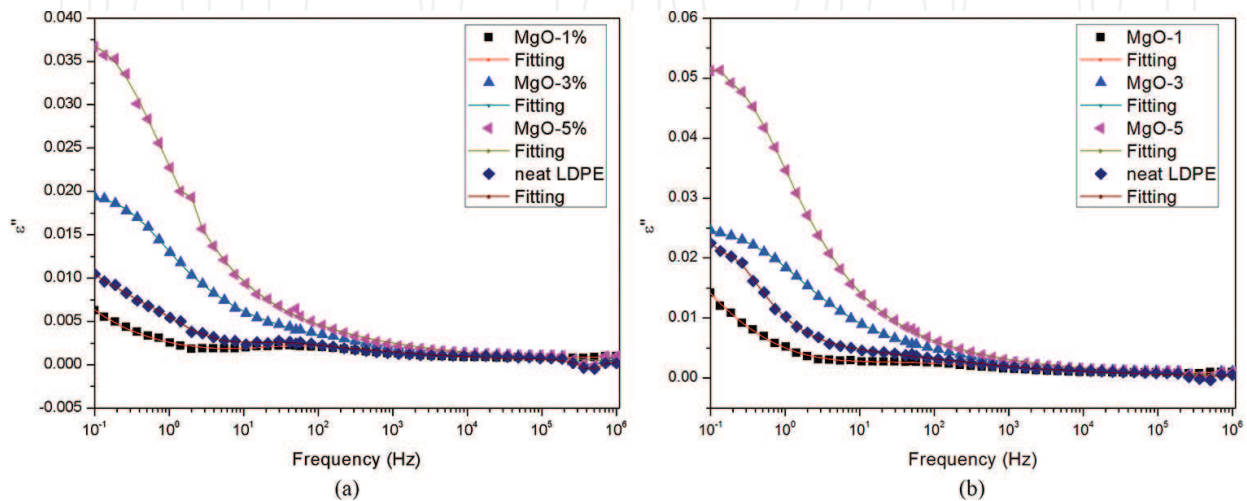 0.040
0.035
0.030
0.025
0.020
0.015
0.010
0.005
0.000
-0.005
ε"
10⁻¹ 10⁰ 10¹ 10² 10³ 10⁴ 10⁵ 10⁶
Frequency (Hz)
MgO-1%
Fitting
MgO-3%
Fitting
MgO-5%
Fitting
neat LDPE
Fitting
(a)
0.06
0.05
0.04
0.03
0.02
0.01
0.00
ε"
10⁻¹ 10⁰ 10¹ 10² 10³ 10⁴ 10⁵ 10⁶
Frequency (Hz)
MgO-1
Fitting
MgO-3
Fitting
MgO-5
Fitting
neat LDPE
Fitting
(b)